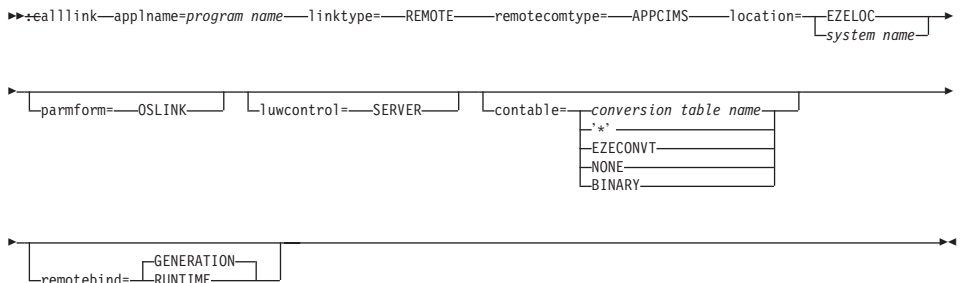 :calllink applname=program name linktype= REMOTE remotecomtype= APPCIMS location= EZELOC
system name
parmform= OSLINK luwcontrol= SERVER contable= conversion table name
'*'
EZECONVT
NONE
BINARY
GENERATION
remotebind= RUNTIME